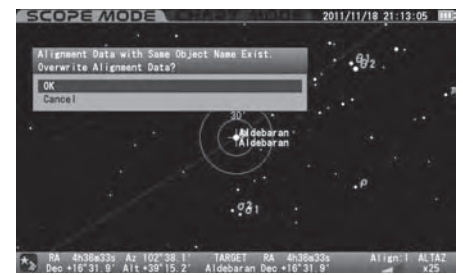 SCOPE MODE CHART MODE 2011/11/18 21:13:05
Alignment Data with Same Object Name Exist.
Overwrite Alignment Data?
OK
Cancel
30'
Aldebaran
Aldebaran
ρ
RA 4h36m33s Az 102°38.1' TARGET RA 4h36m33s Align:1 ALTAZ
Dec +16°31.9' Alt +39°15.2' Aldebaran Dec +16°31.9' x25